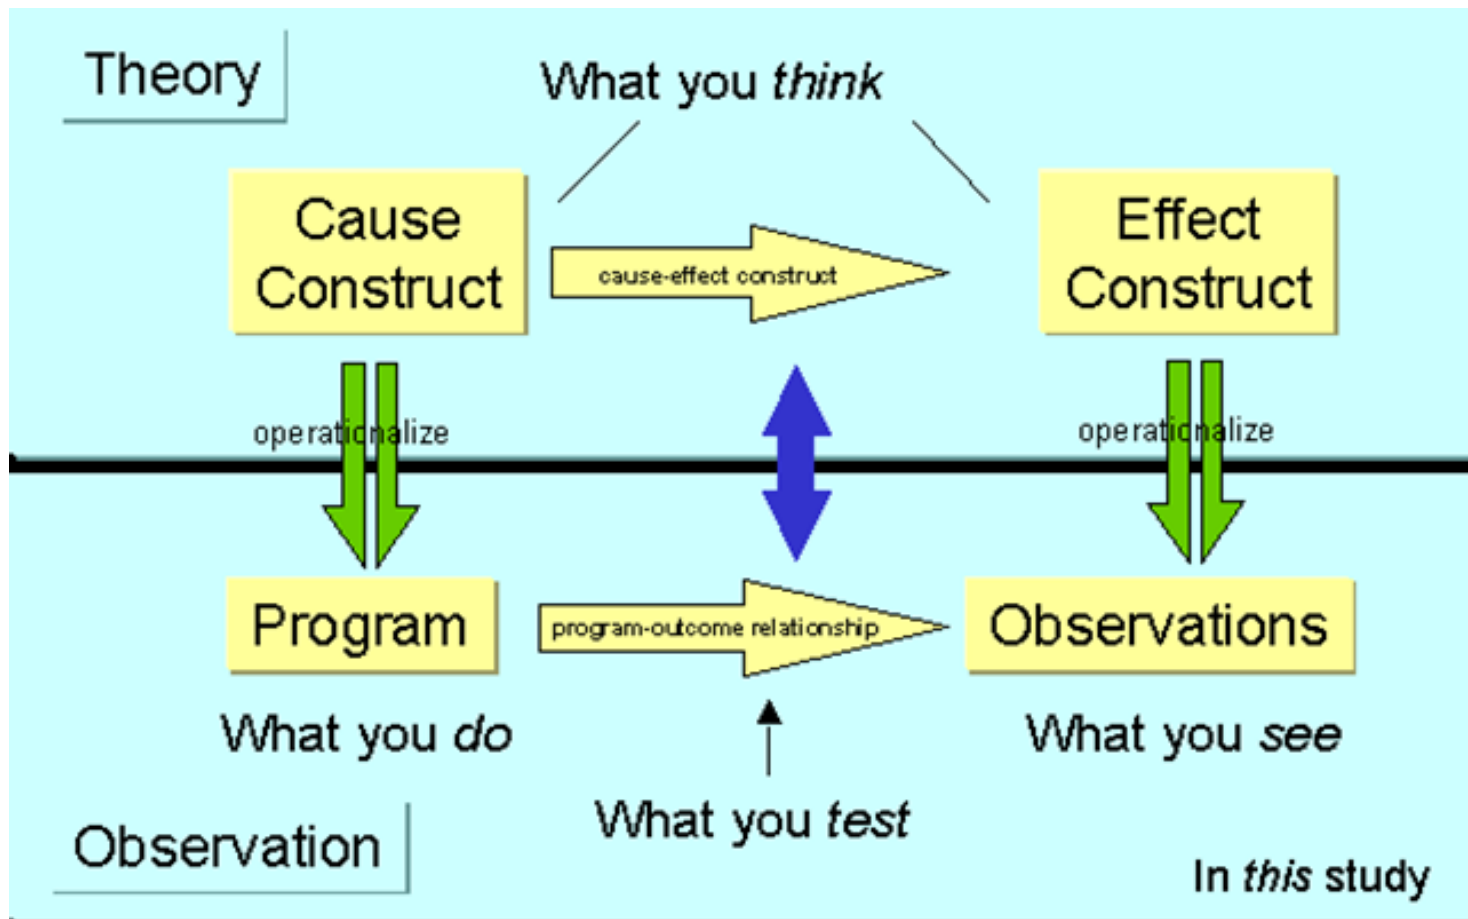 Theory
What you think
Cause
Construct
cause-effect construct
Effect
Construct
operationalize
operationalize
Program
program-outcome relationship
Observations
What you do
What you see
What you test
Observation
In this study